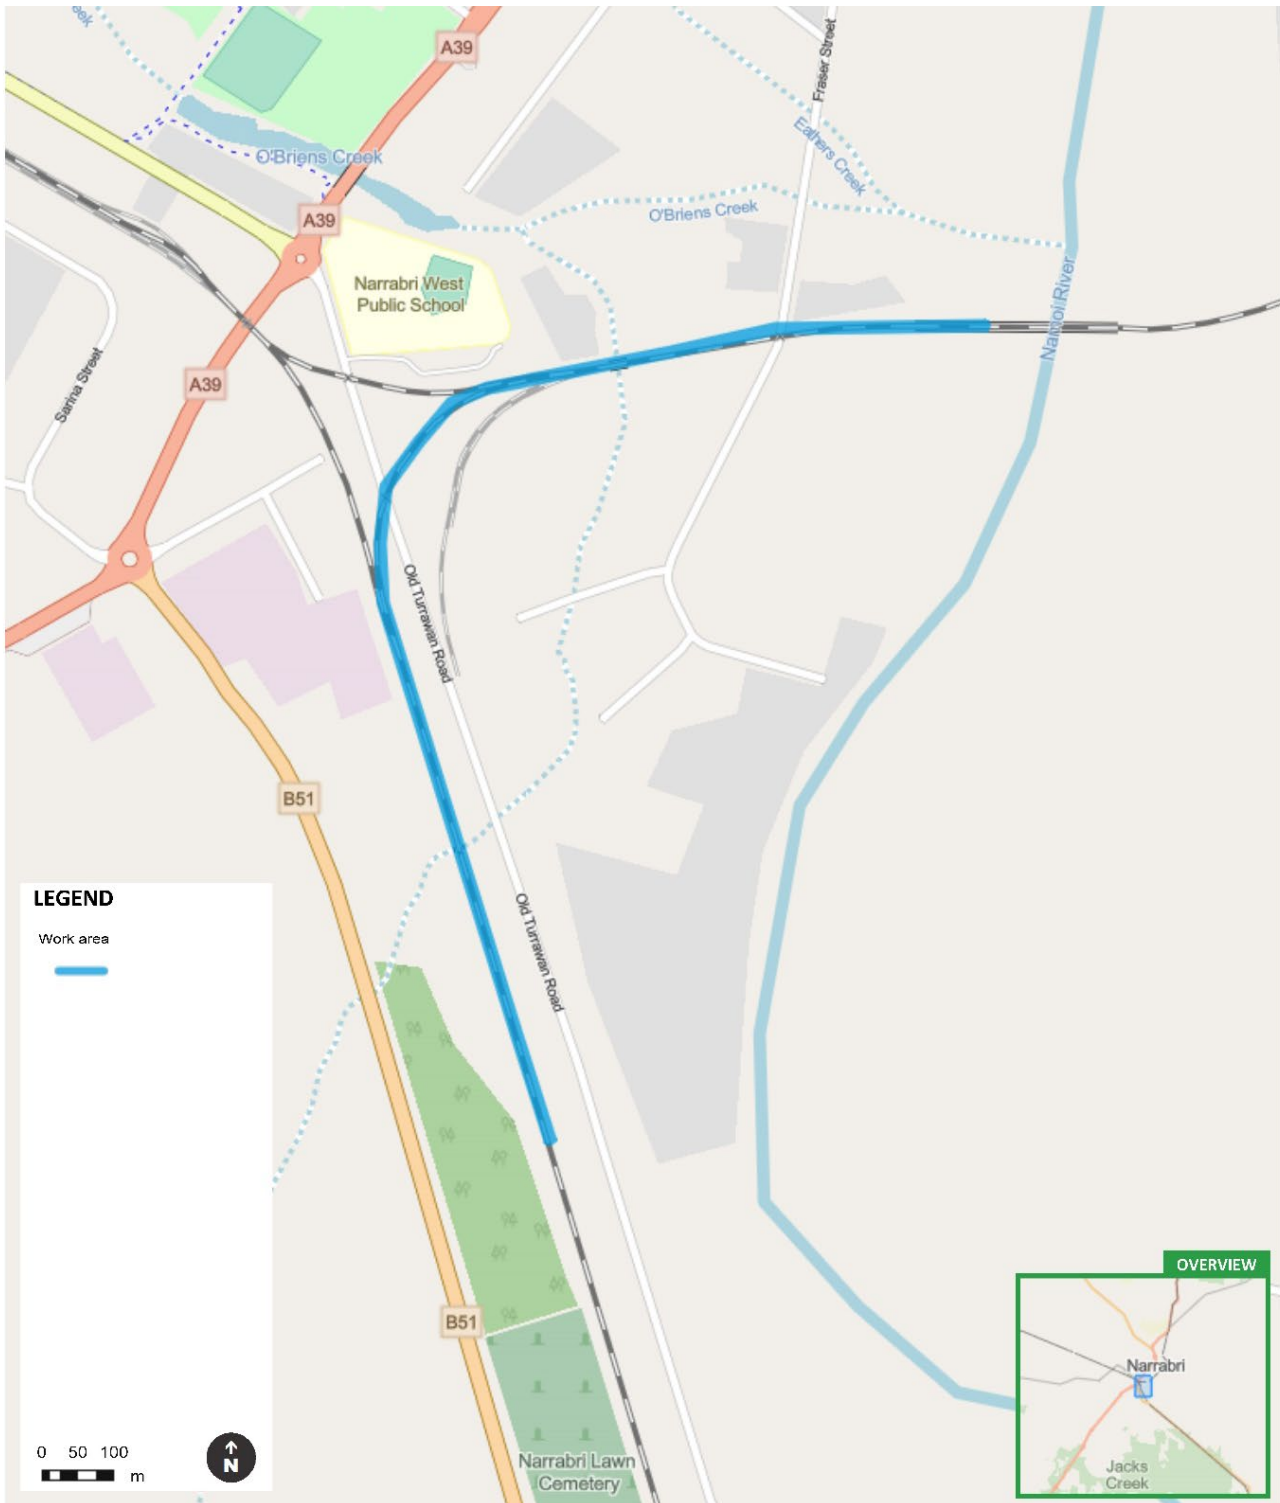 eek
A39
Fraser Street
Eathers Creek
O'Briens Creek
O'Briens Creek
A39
Narrabri West
Public School
Namoi River
Sarina Street
A39
Old Turrawan Road
B51
LEGEND
Work area
Old Turrawan Road
B51
OVERVIEW
Narrabri
Jacks
Creek
Narrabri Lawn
Cemetery
0 50 100
m
N